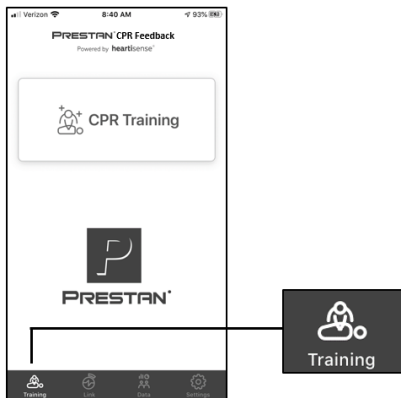 Verizon 8:40 AM 93%
PRESTAN CPR Feedback
Powered by heartisense
CPR Training
P
PRESTAN
Training Link Data Settings
Training